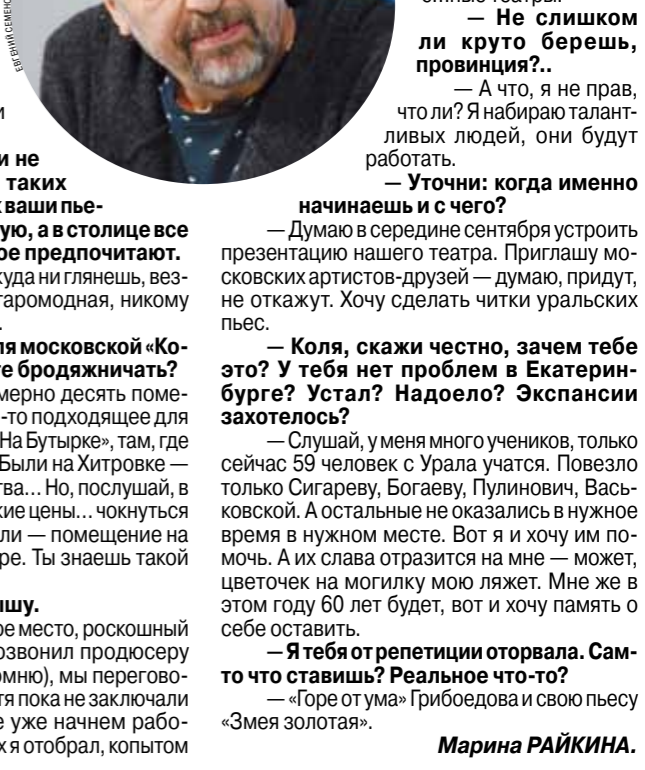 ЕВГЕНИЙ СЕМЕНО
и
и не
таких
ваши пье-
ую, а в столице все
ое предпочитают.
куда ни глянешь, вез-
таромодная, никому
ля московской «Ко-
те бродяжничать?
мерно десять поме-
-то подходящее для
На Бутырке», там, где
Были на Хитровке —
тва... Но, послушай, в
кие цены... чокнуться
ли — помещение на
ре. Ты знаешь такой
ышу.
ре место, роскошный
озвонил продюсеру
омню), мы перегово-
тя пока не заключали
е уже начнем рабо-
х я отобрал, копытом
— Не слишком
ли круто берешь,
провинция?..
— А что, я не прав,
что ли? Я набираю талант-
ливых людей, они будут
работать.
— Уточни: когда именно
начинаешь и с чего?
— Думаю в середине сентября устроить
презентацию нашего театра. Приглашу мо-
сковских артистов-друзей — думаю, придут,
не откажут. Хочу сделать читки уральских
пьес.
— Коля, скажи честно, зачем тебе
это? У тебя нет проблем в Екатерин-
бурге? Устал? Надоело? Экспансии
захотелось?
— Слушай, у меня много учеников, только
сейчас 59 человек с Урала учатся. Повезло
только Сигареву, Богаеву, Пулинович, Вась-
ковской. А остальные не оказались в нужное
время в нужном месте. Вот я и хочу им по-
мочь. А их слава отразится на мне — может,
цветочек на могилку мою ляжет. Мне же в
этом году 60 лет будет, вот и хочу память о
себе оставить.
— Я тебя от репетиции оторвала. Сам-
то что ставишь? Реальное что-то?
— «Горе от ума» Грибоедова и свою пьесу
«Змея золотая».
Марина РАЙКИНА.